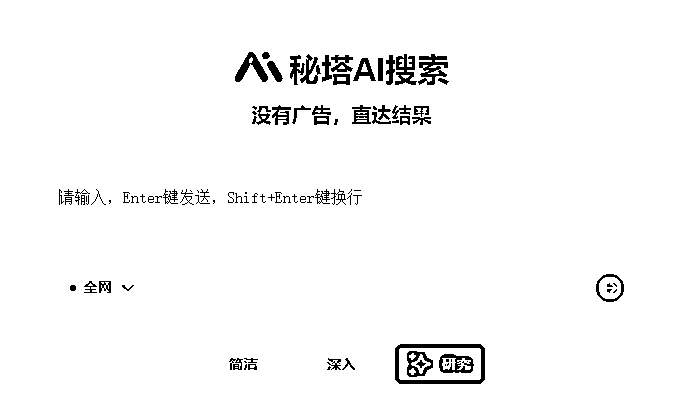 秘塔AI搜索
没有广告，直达结果
请输入，Enter键发送，Shift+Enter键换行
全网
简洁 深入 研究